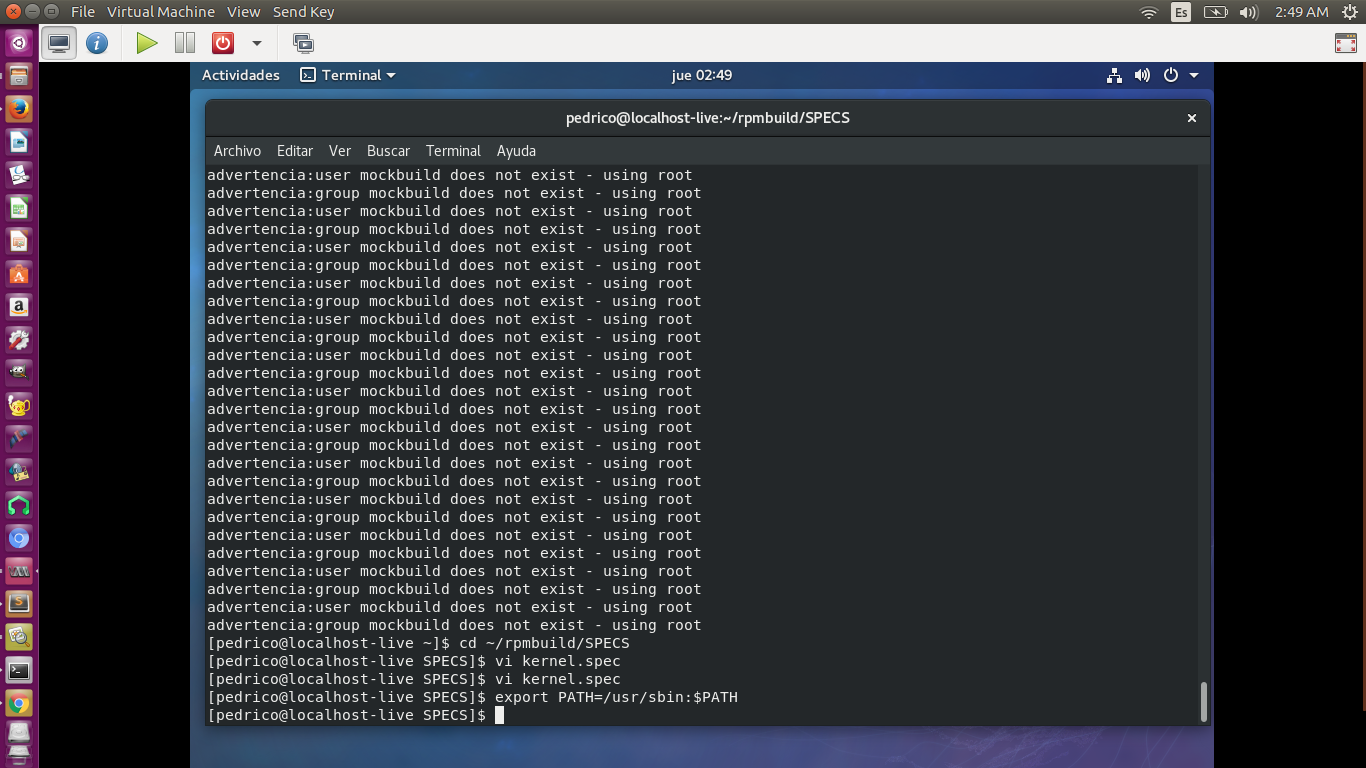 File Virtual Machine View Send Key
Es 2:49 AM
Actividades Terminal jue 02:49
pedrico@localhost-live:~/rpmbuild/SPECS
Archivo Editar Ver Buscar Terminal Ayuda
advertencia:user mockbuild does not exist - using root
advertencia:group mockbuild does not exist - using root
advertencia:user mockbuild does not exist - using root
advertencia:group mockbuild does not exist - using root
advertencia:user mockbuild does not exist - using root
advertencia:group mockbuild does not exist - using root
advertencia:user mockbuild does not exist - using root
advertencia:group mockbuild does not exist - using root
advertencia:user mockbuild does not exist - using root
advertencia:group mockbuild does not exist - using root
advertencia:user mockbuild does not exist - using root
advertencia:group mockbuild does not exist - using root
advertencia:user mockbuild does not exist - using root
advertencia:group mockbuild does not exist - using root
advertencia:user mockbuild does not exist - using root
advertencia:group mockbuild does not exist - using root
advertencia:user mockbuild does not exist - using root
advertencia:group mockbuild does not exist - using root
advertencia:user mockbuild does not exist - using root
advertencia:group mockbuild does not exist - using root
advertencia:user mockbuild does not exist - using root
advertencia:group mockbuild does not exist - using root
advertencia:user mockbuild does not exist - using root
advertencia:group mockbuild does not exist - using root
advertencia:user mockbuild does not exist - using root
advertencia:group mockbuild does not exist - using root
[pedrico@localhost-live ~]$ cd ~/rpmbuild/SPECS
[pedrico@localhost-live SPECS]$ vi kernel.spec
[pedrico@localhost-live SPECS]$ vi kernel.spec
[pedrico@localhost-live SPECS]$ export PATH=/usr/sbin:$PATH
[pedrico@localhost-live SPECS]$